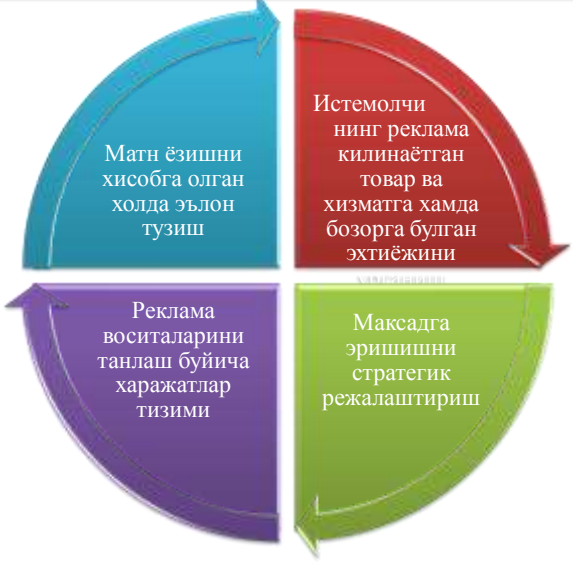 Истемолчи
нинг реклама
килинаётган
товар ва
хизматга хамда
бозорга булган
эхтиёжини
Максадга
эришишни
стратегик
режалаштириш
Реклама
воситаларини
танлаш буйича
харажатлар
тизими
Матн ёзишни
хисобга олган
холда эълон
тузиш